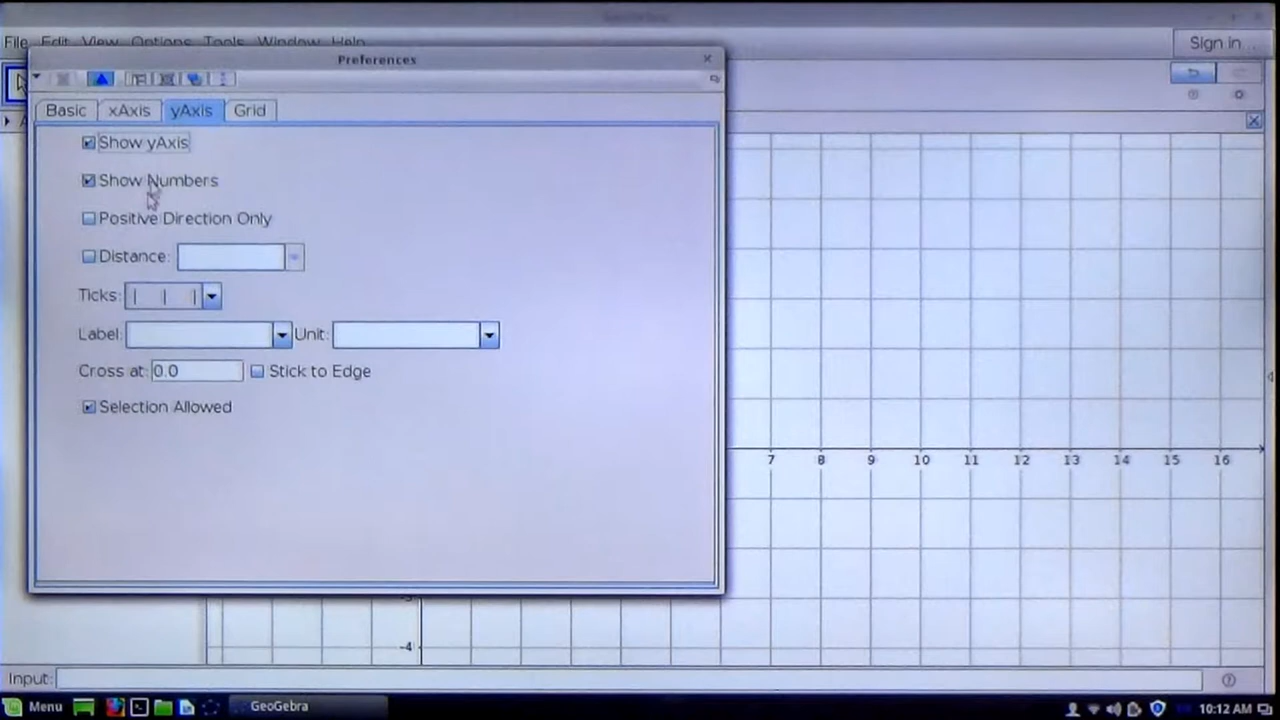 File Edit View Options Tools Window Help
Sign in
Preferences
Basic xAxis yAxis Grid
Show yAxis
Show Numbers
Positive Direction Only
Distance:
Ticks:
Label: Unit:
Cross at: 0.0 Stick to Edge
Selection Allowed
7 8 9 10 11 12 13 14 15 16
-4
Input:
Menu GeoGebra 10:12 AM